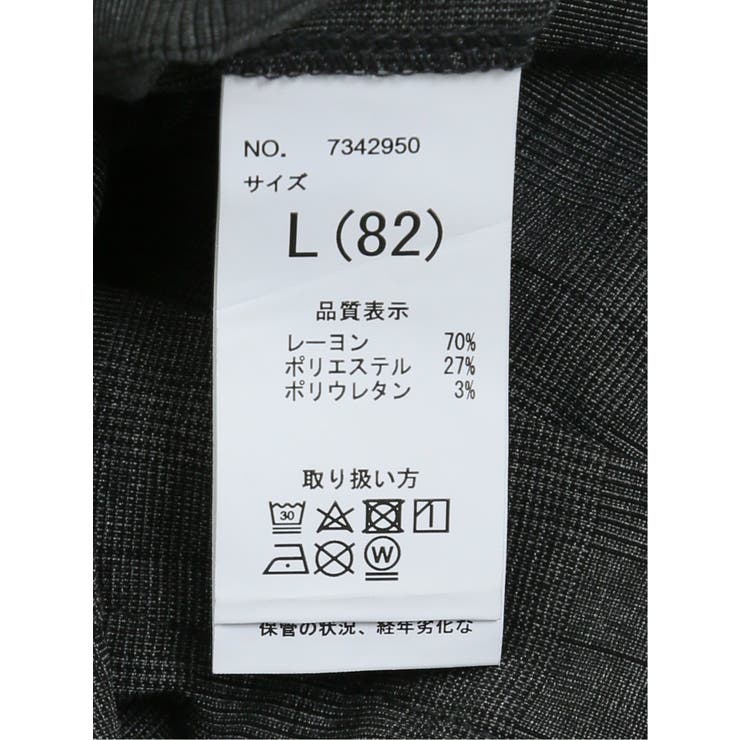 NO. 7342950
サイズ
L(82)
品質表示
レーヨン 70%
ポリエステル 27%
ポリウレタン 3%
取り扱い方
30
W
保管の状況、経年劣化な